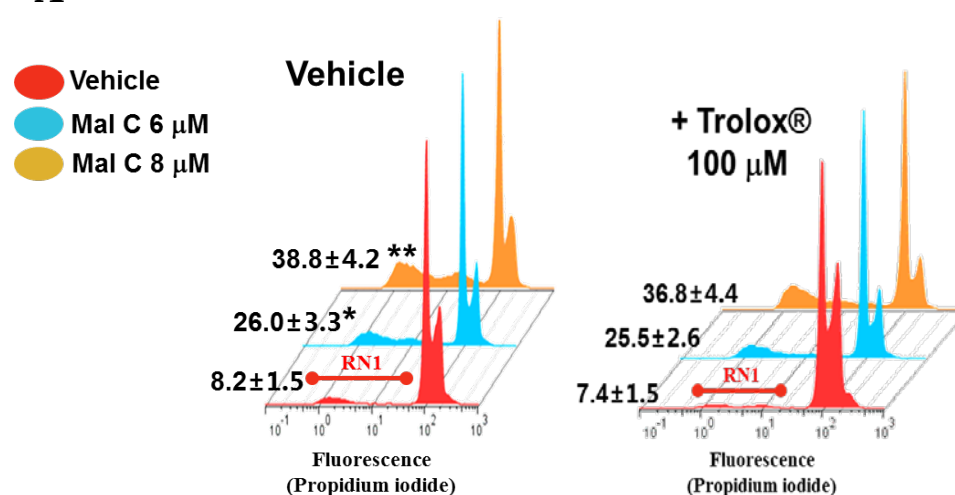 Vehicle
Mal C 6 μM
Mal C 8 μM
Vehicle
38.8±4.2 **
26.0±3.3*
8.2±1.5
RN1
10-1 100 101 102 103
Fluorescence
(Propidium iodide)
+ Trolox®
100 μM
36.8±4.4
25.5±2.6
7.4±1.5
RN1
10-1 100 101 102 103
Fluorescence
(Propidium iodide)